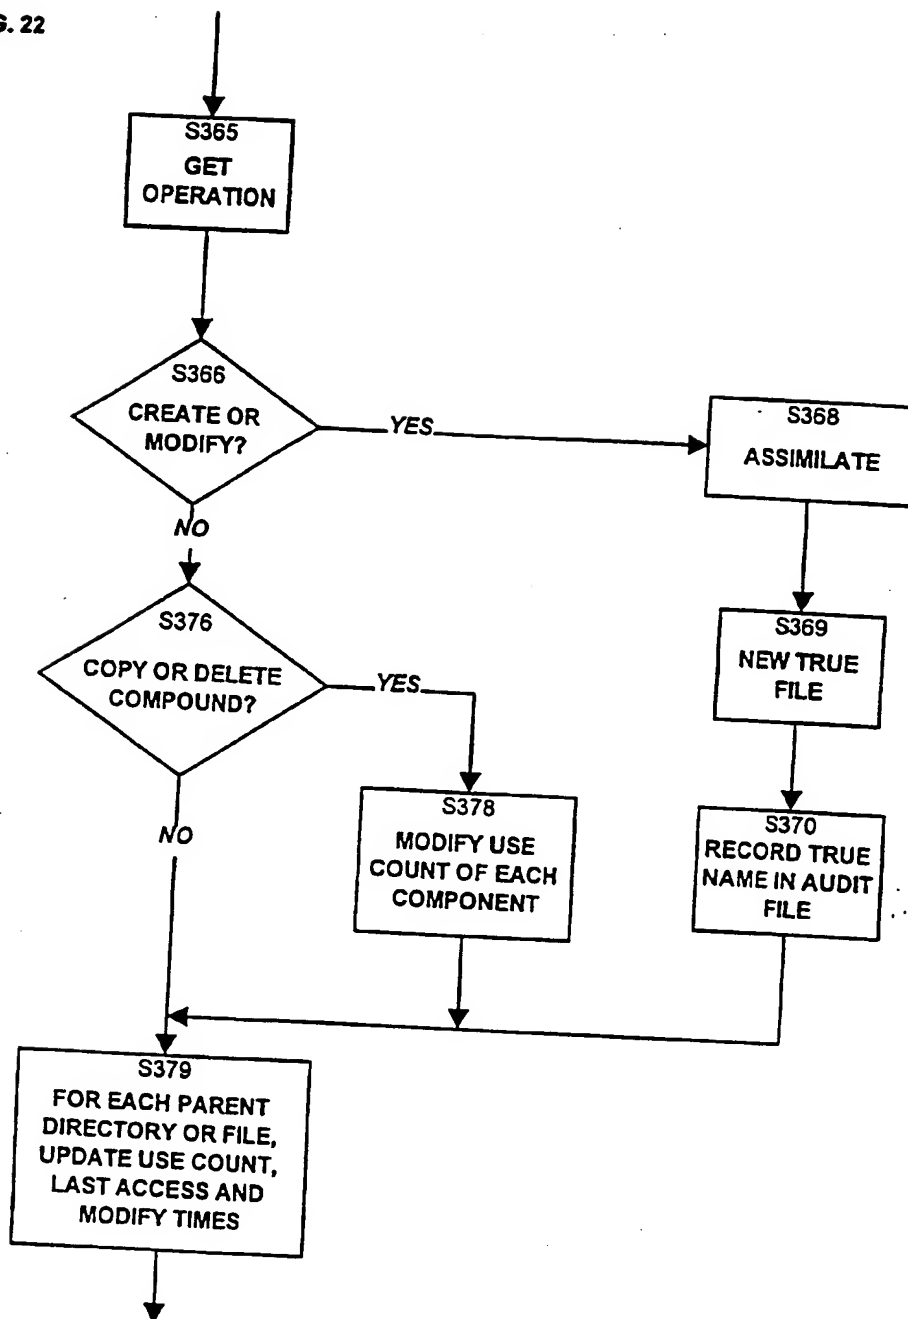 G. 22
S365
GET
OPERATION
S366
CREATE OR
MODIFY?
YES
S368
ASSIMILATE
NO
S369
NEW TRUE
FILE
S376
COPY OR DELETE
COMPOUND?
YES
S378
MODIFY USE
COUNT OF EACH
COMPONENT
S370
RECORD TRUE
NAME IN AUDIT
FILE
NO
S379
FOR EACH PARENT
DIRECTORY OR FILE,
UPDATE USE COUNT,
LAST ACCESS AND
MODIFY TIMES